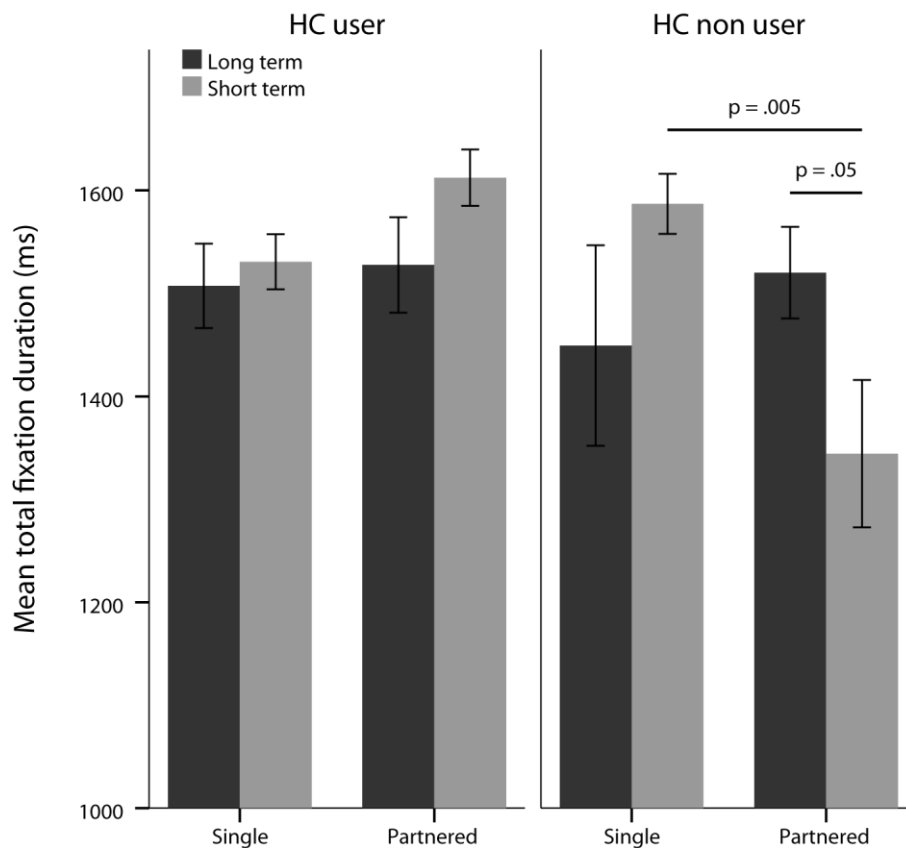 HC user
HC non user
Long term
Short term
p = .005
p = .05
Mean total fixation duration (ms)
1600
1400
1200
1000
Single
Partnered
Single
Partnered